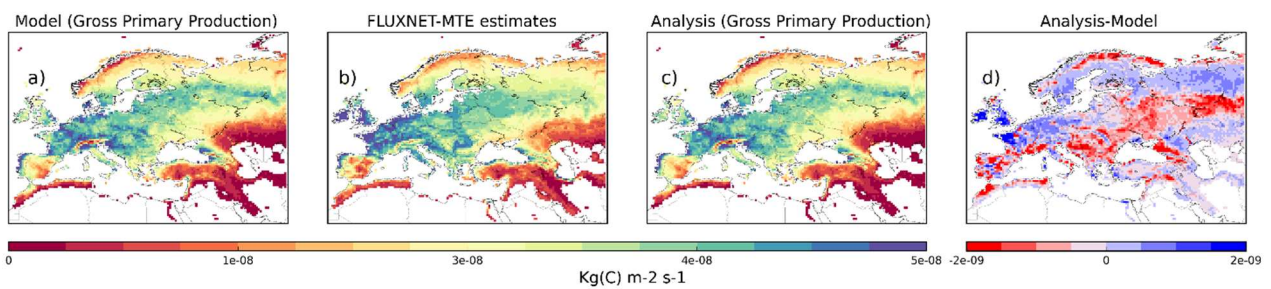 Model (Gross Primary Production)
FLUXNET-MTE estimates
Analysis (Gross Primary Production)
Analysis-Model
a)
b)
c)
d)
0
1e-08
3e-08
4e-08
5e-08
-2e-09
0
2e-09
Kg(C) m-2 s-1